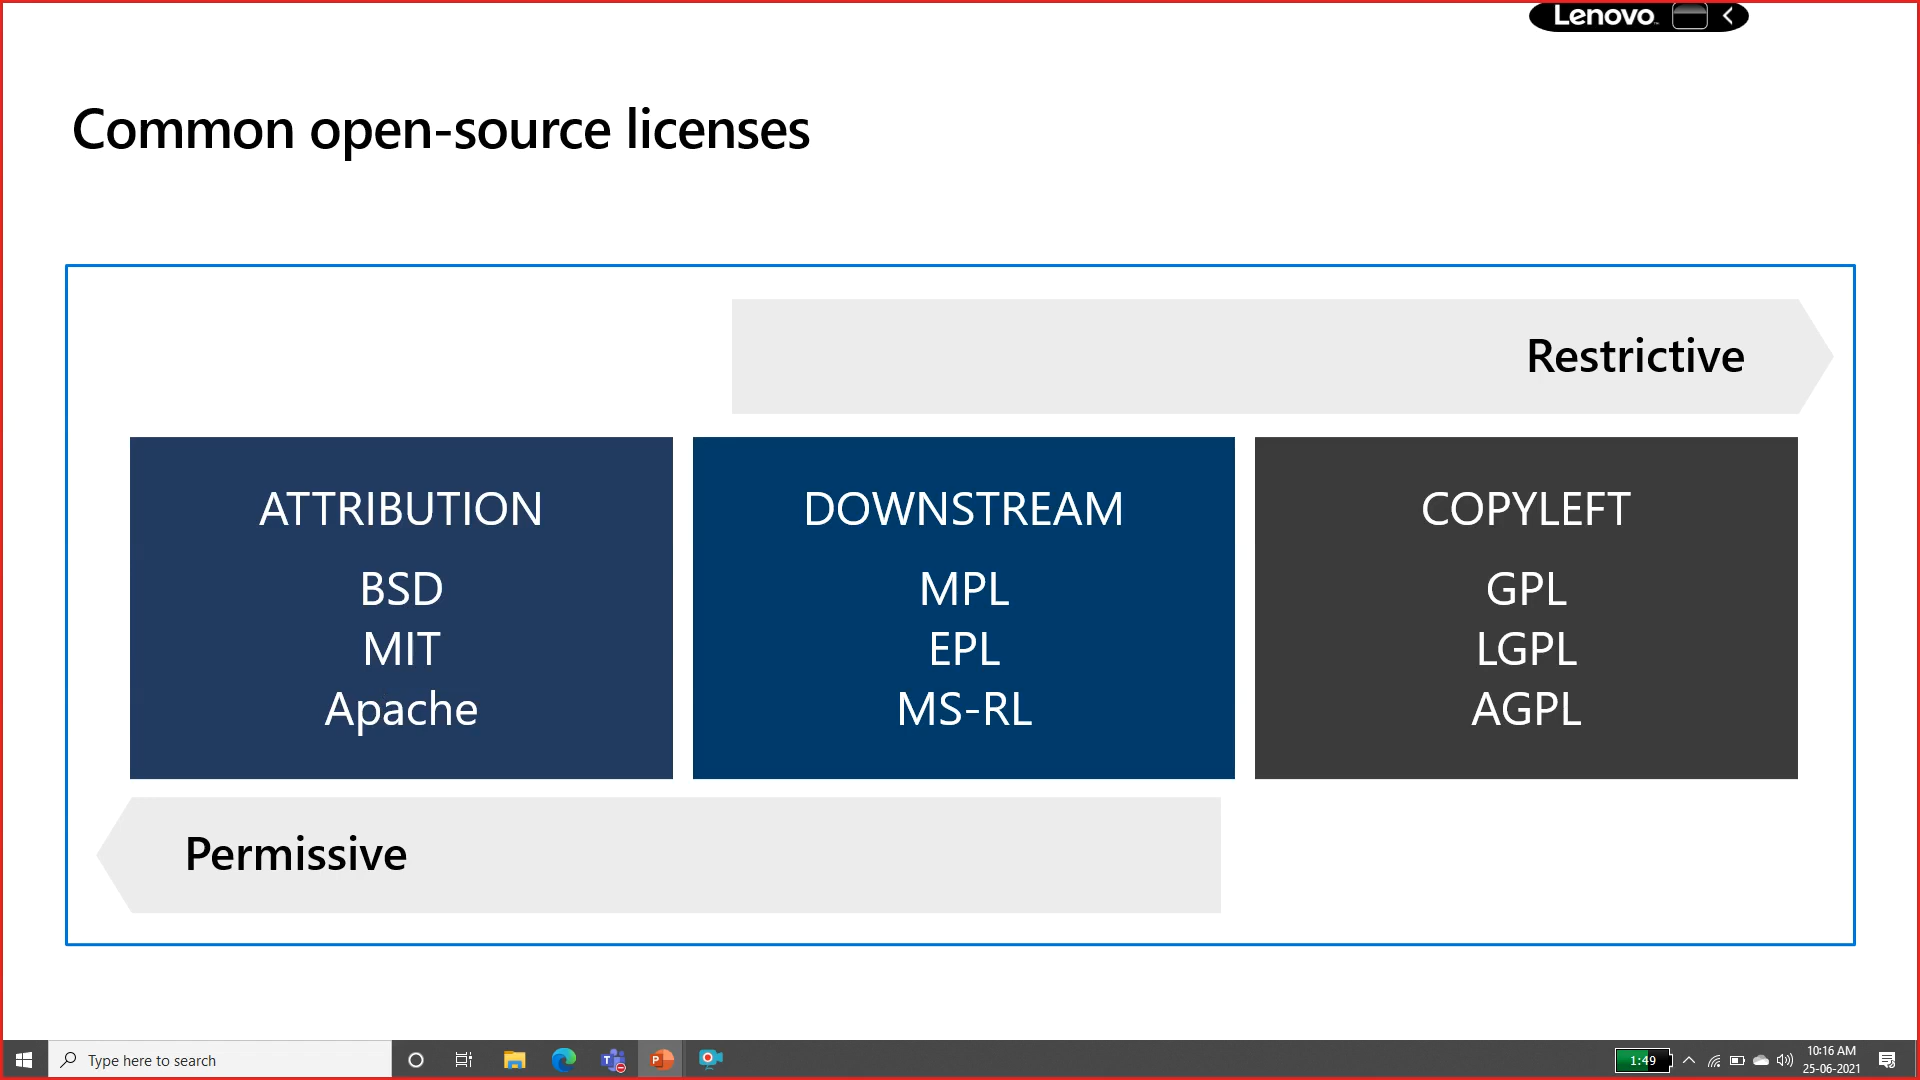 Lenovo
Common open-source licenses
Restrictive
ATTRIBUTION
BSD
MIT
Apache
DOWNSTREAM
MPL
EPL
MS-RL
COPYLEFT
GPL
LGPL
AGPL
Permissive
Type here to search
1:49
10:16 AM
25-06-2021